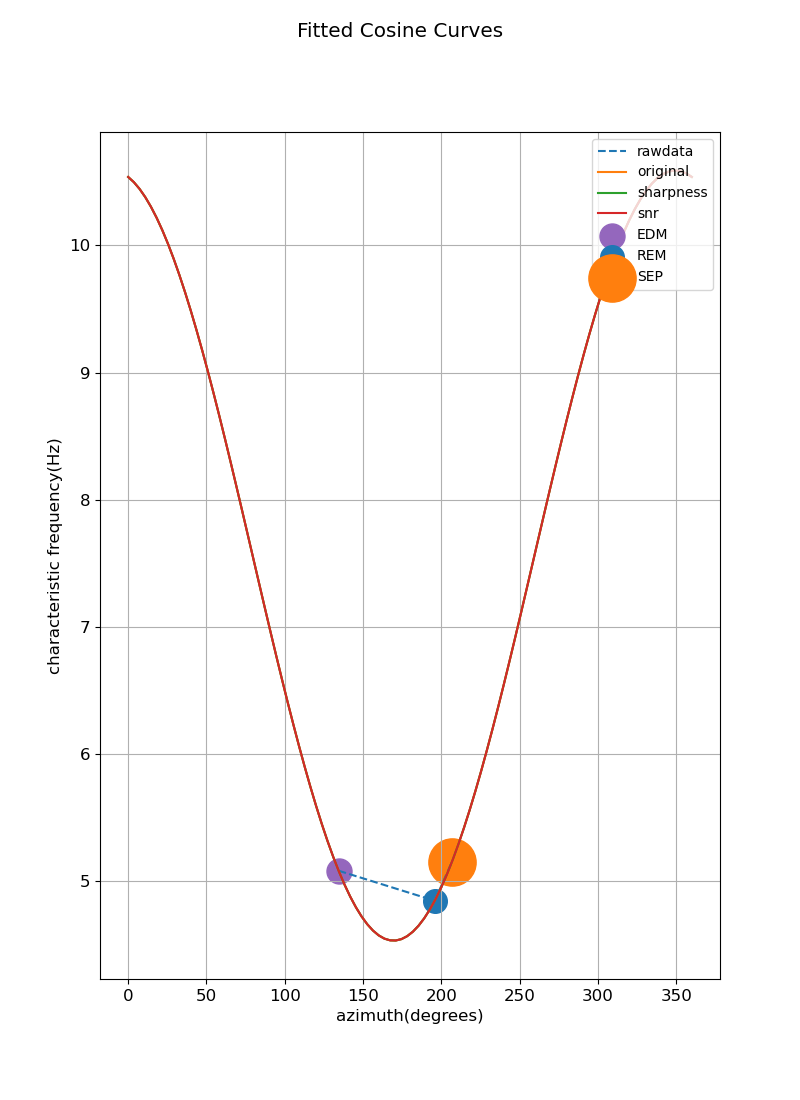 Fitted Cosine Curves
rawdata
original
sharpness
snr
EDM
REM
SEP
characteristic frequency(Hz)
10
9
8
7
6
5
0 50 100 150 200 250 300 350
azimuth(degrees)